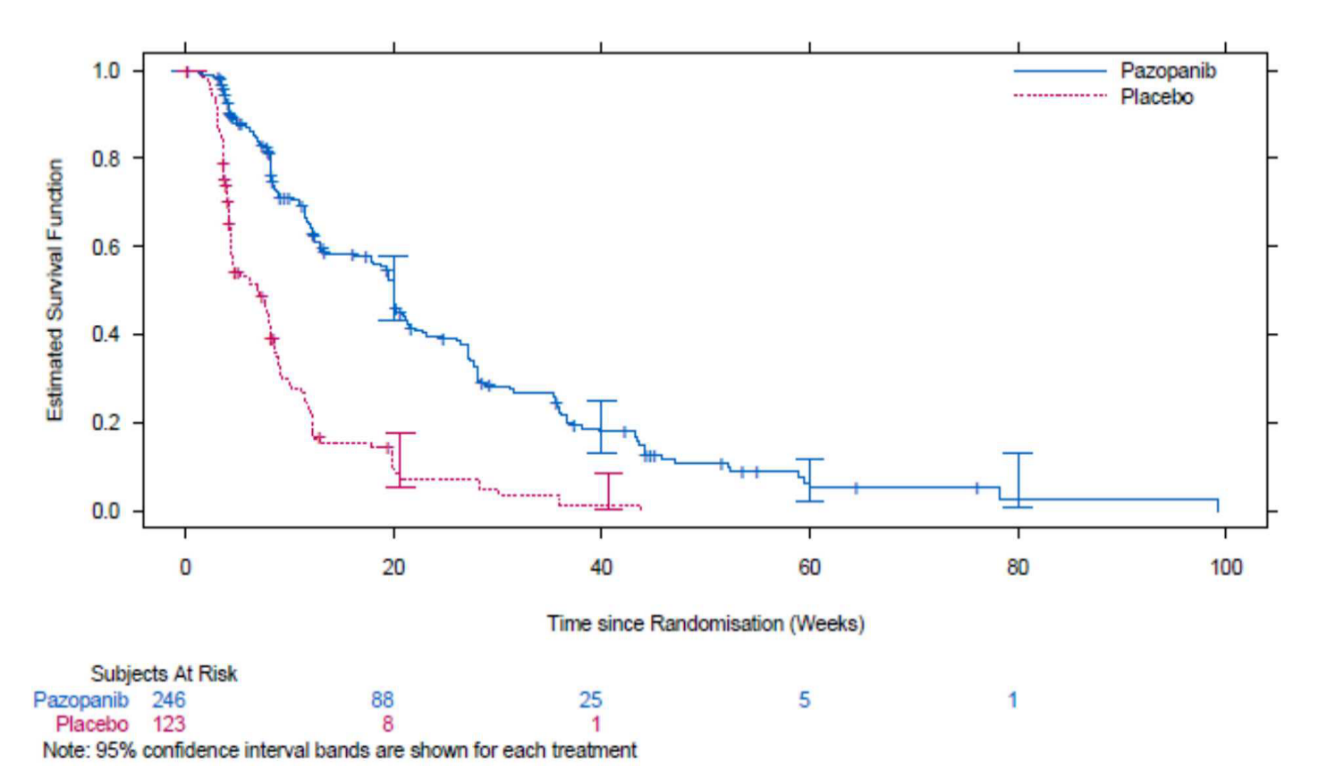 Pazopanib
Placebo
1.0
0.8
0.6
0.4
0.2
0.0
Estimated Survival Function
0 20 40 60 80 100
Time since Randomisation (Weeks)
Subjects At Risk
Pazopanib 246 88 25 5 1
Placebo 123 8 1
Note: 95% confidence interval bands are shown for each treatment